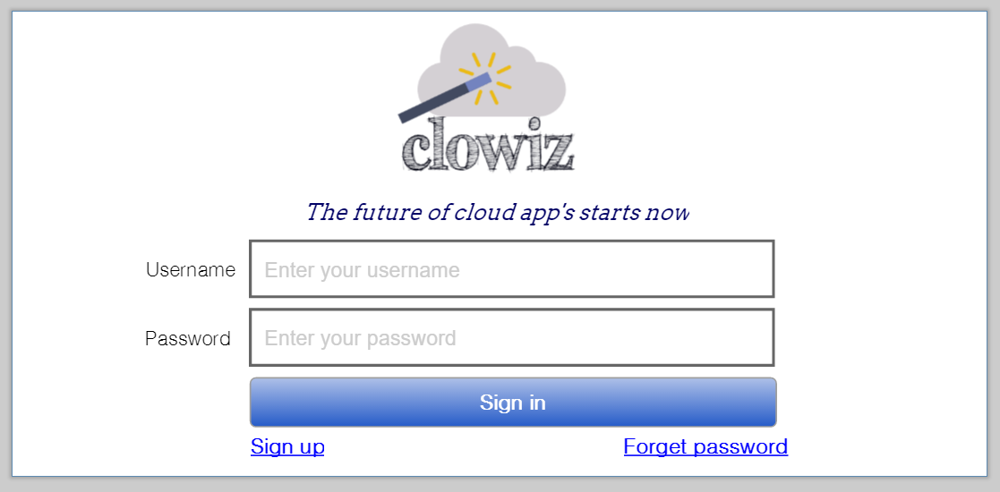 clowiz
The future of cloud app's starts now
Username Enter your username
Password Enter your password
Sign in
Sign up Forget password